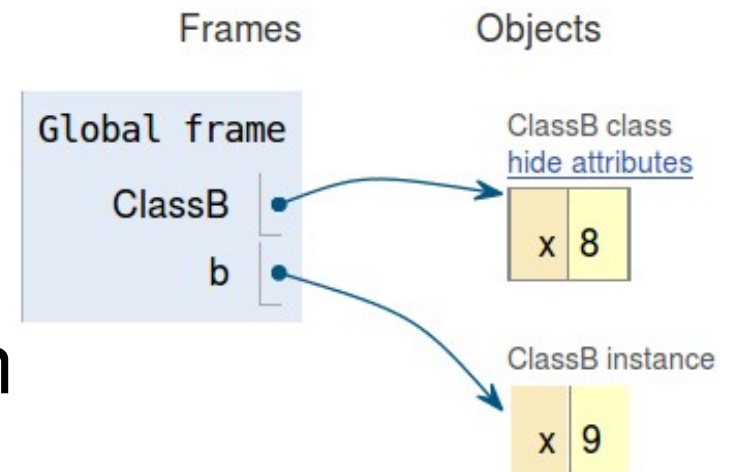 Frames Objects
Global frame
ClassB
b
ClassB class
hide attributes
x 8
ClassB instance
x 9